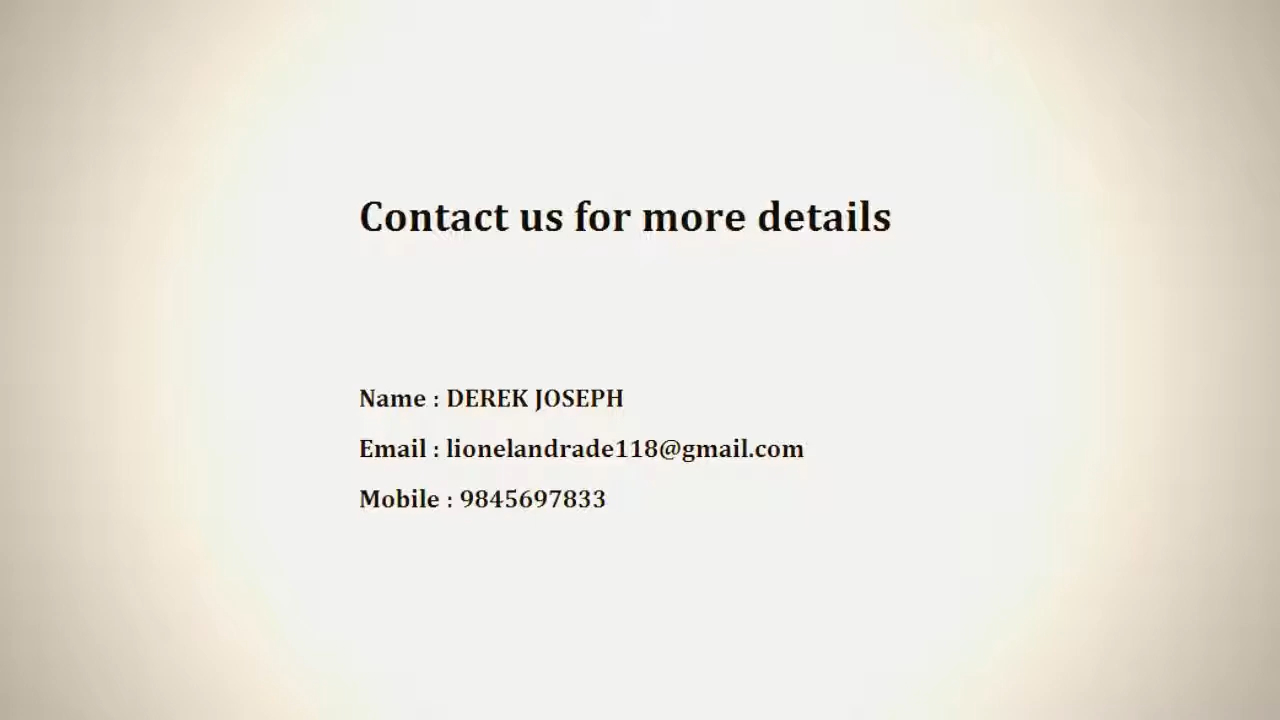 Contact us for more details
Name : DEREK JOSEPH
Email : lionelandrade118@gmail.com
Mobile : 9845697833